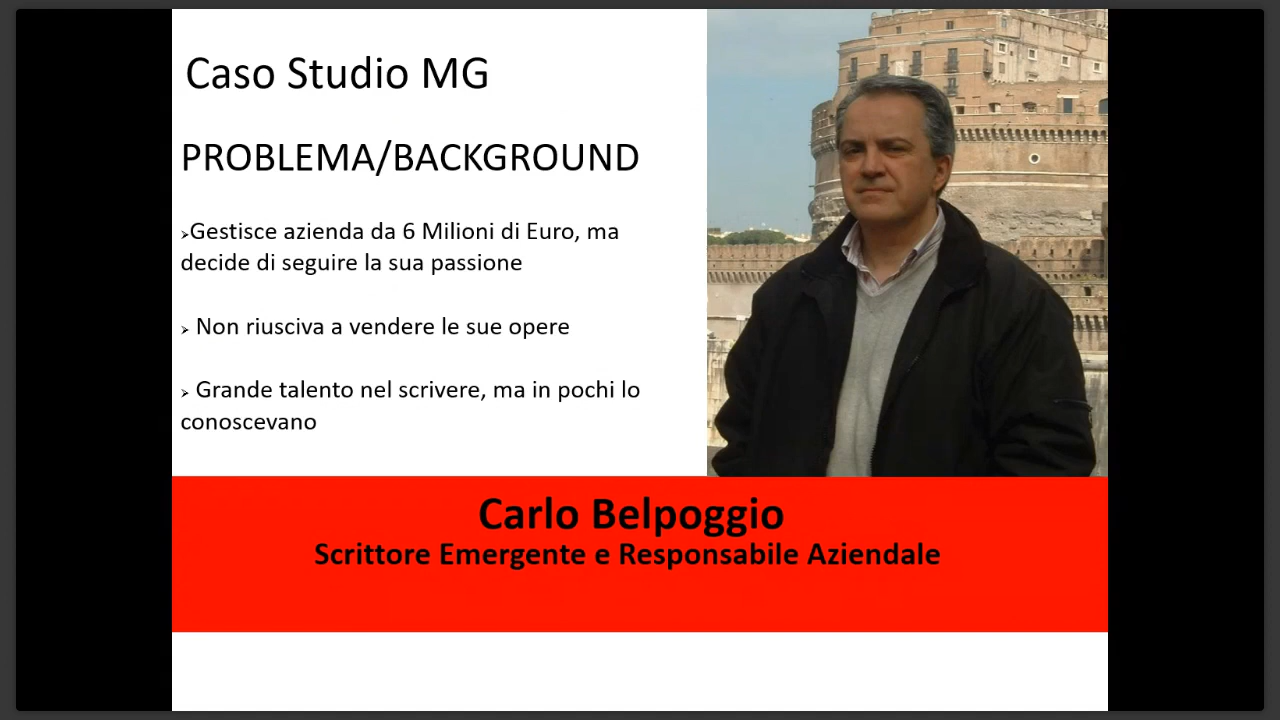 Caso Studio MG
PROBLEMA/BACKGROUND
➢Gestisce azienda da 6 Milioni di Euro, ma
decide di seguire la sua passione
➢ Non riusciva a vendere le sue opere
➢ Grande talento nel scrivere, ma in pochi lo
conoscevano
Carlo Belpoggio
Scrittore Emergente e Responsabile Aziendale